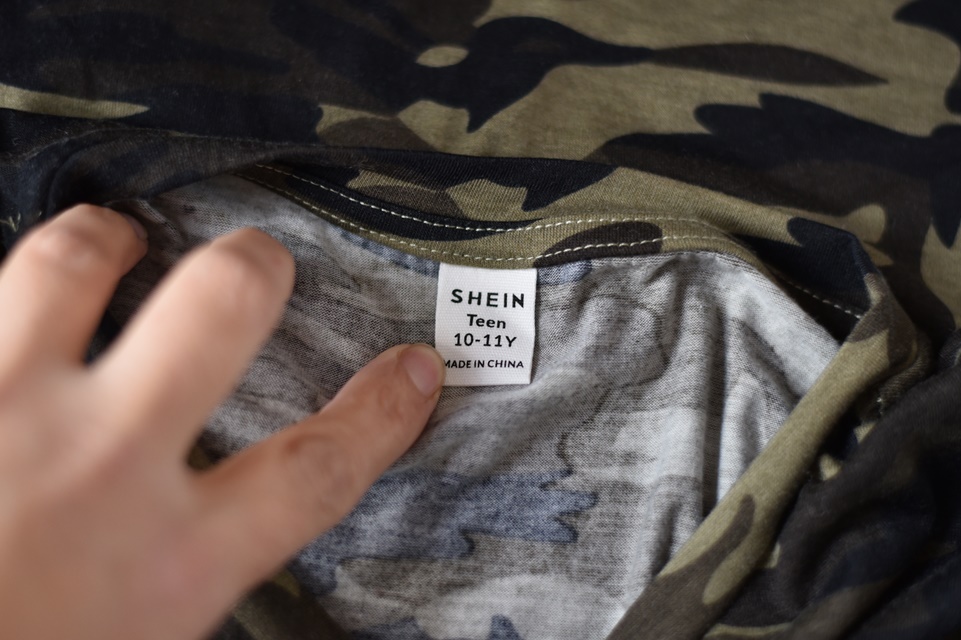 SHEIN
Teen
10-11Y
MADE IN CHINA